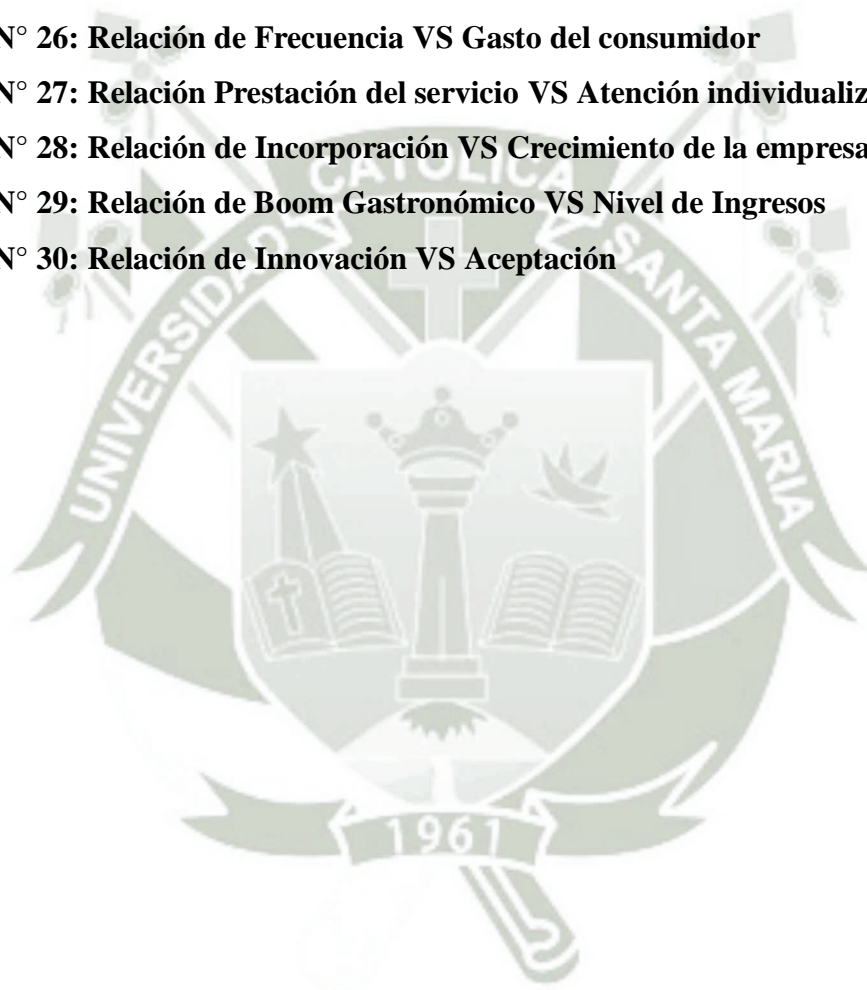 N° 26: Relación de Frecuencia VS Gasto del consumidor
N° 27: Relación Prestación del servicio VS Atención individualiz
N° 28: Relación de Incorporación VS Crecimiento de la empresa
N° 29: Relación de Boom Gastronómico VS Nivel de Ingresos
N° 30: Relación de Innovación VS Aceptación
UNIVERSIDAD CATOLICA SANTA MARIA
1961